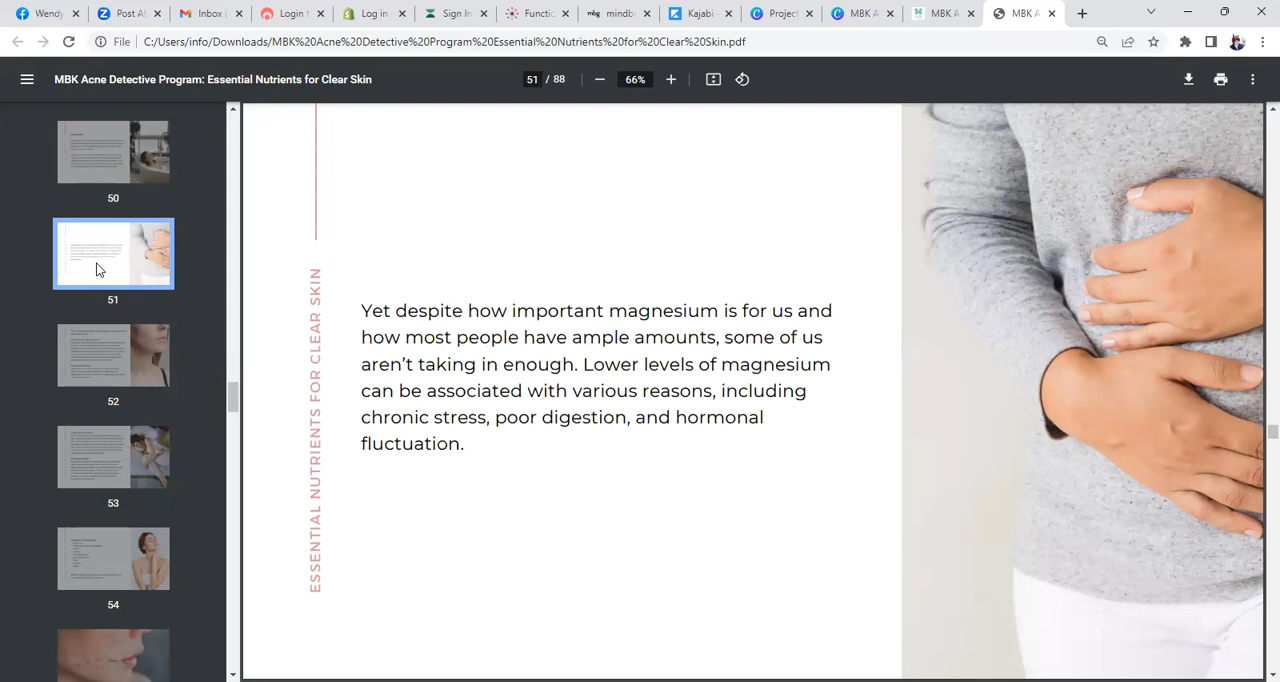 Wendy
Post Al
Inbox (
Login t
Log in
Sign In
Functi
mbg mindb
Kajabi
Project
MBK A
MBK A
MBK A
File C:/Users/info/Downloads/MBK%20Acne%20Detective%20Program%20Essential%20Nutrients%20for%20Clear%20Skin.pdf
MBK Acne Detective Program: Essential Nutrients for Clear Skin
51 / 88
66%
50
51
52
53
54
ESSENTIAL NUTRIENTS FOR CLEAR SKIN
Yet despite how important magnesium is for us and
how most people have ample amounts, some of us
aren't taking in enough. Lower levels of magnesium
can be associated with various reasons, including
chronic stress, poor digestion, and hormonal
fluctuation.